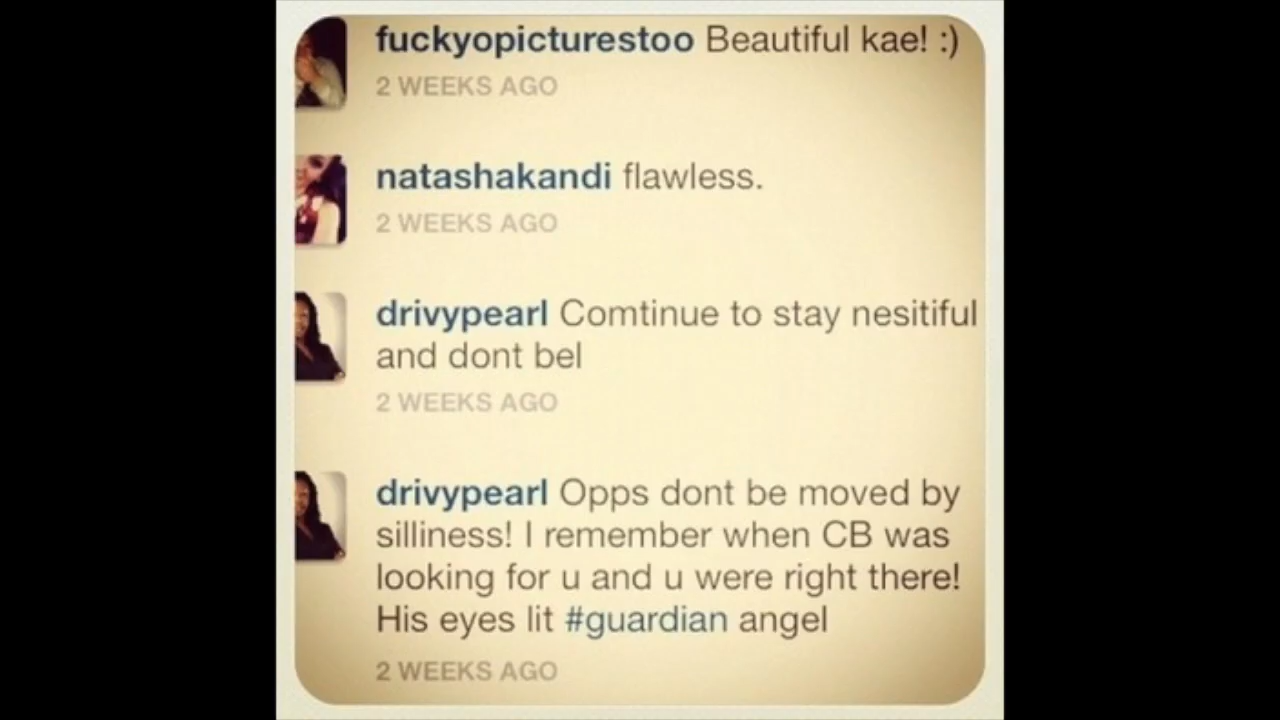 fuckyopicturestoo Beautiful kae! :)
2 WEEKS AGO
natashakandi flawless.
2 WEEKS AGO
drivypearl Comtinue to stay nesitiful
and dont bel
2 WEEKS AGO
drivypearl Opps dont be moved by
silliness! I remember when CB was
looking for u and u were right there!
His eyes lit #guardian angel
2 WEEKS AGO